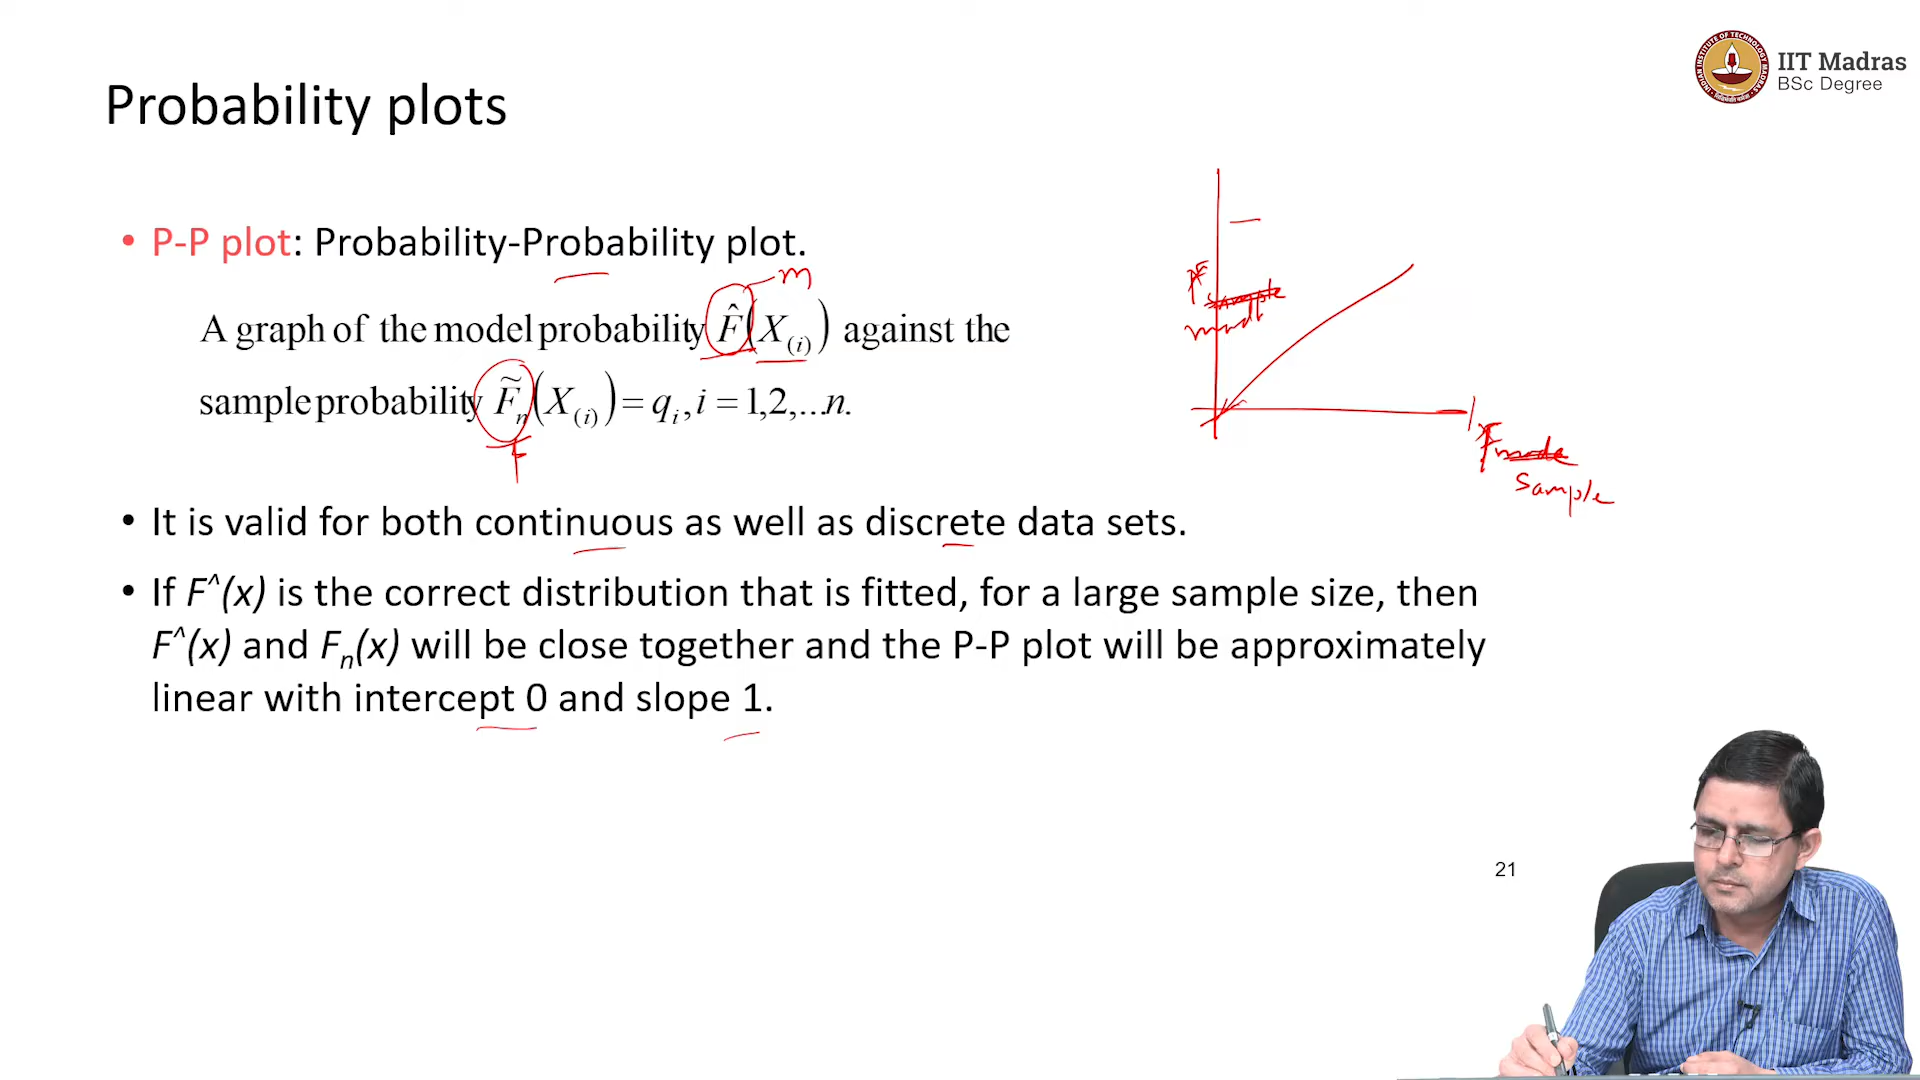 IIT Madras
BSc Degree
Probability plots
• P-P plot: Probability-Probability plot.
m
A graph of the model probability F̂(X₍ᵢ₎) against the
sample probability F̃ₙ(X₍ᵢ₎) = qᵢ, i = 1,2,...n.
F
F
sample
model
F mode
Sample
• It is valid for both continuous as well as discrete data sets.
• If F^(x) is the correct distribution that is fitted, for a large sample size, then
F^(x) and Fₙ(x) will be close together and the P-P plot will be approximately
linear with intercept 0 and slope 1.
21